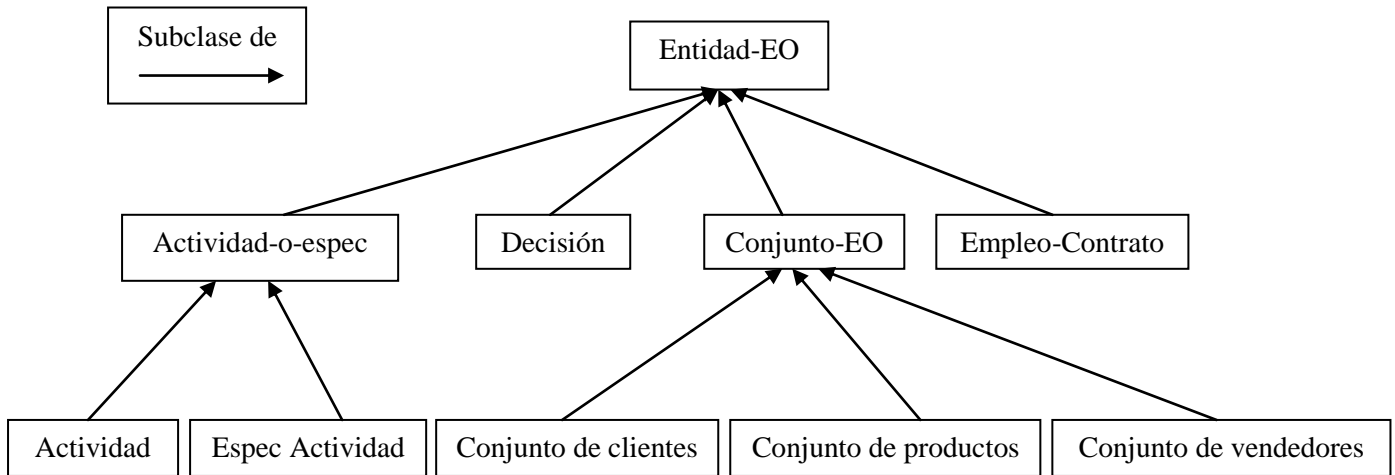 Subclase de
Entidad-EO
Actividad-o-espec
Decisión
Conjunto-EO
Empleo-Contrato
Actividad
Espec Actividad
Conjunto de clientes
Conjunto de productos
Conjunto de vendedores